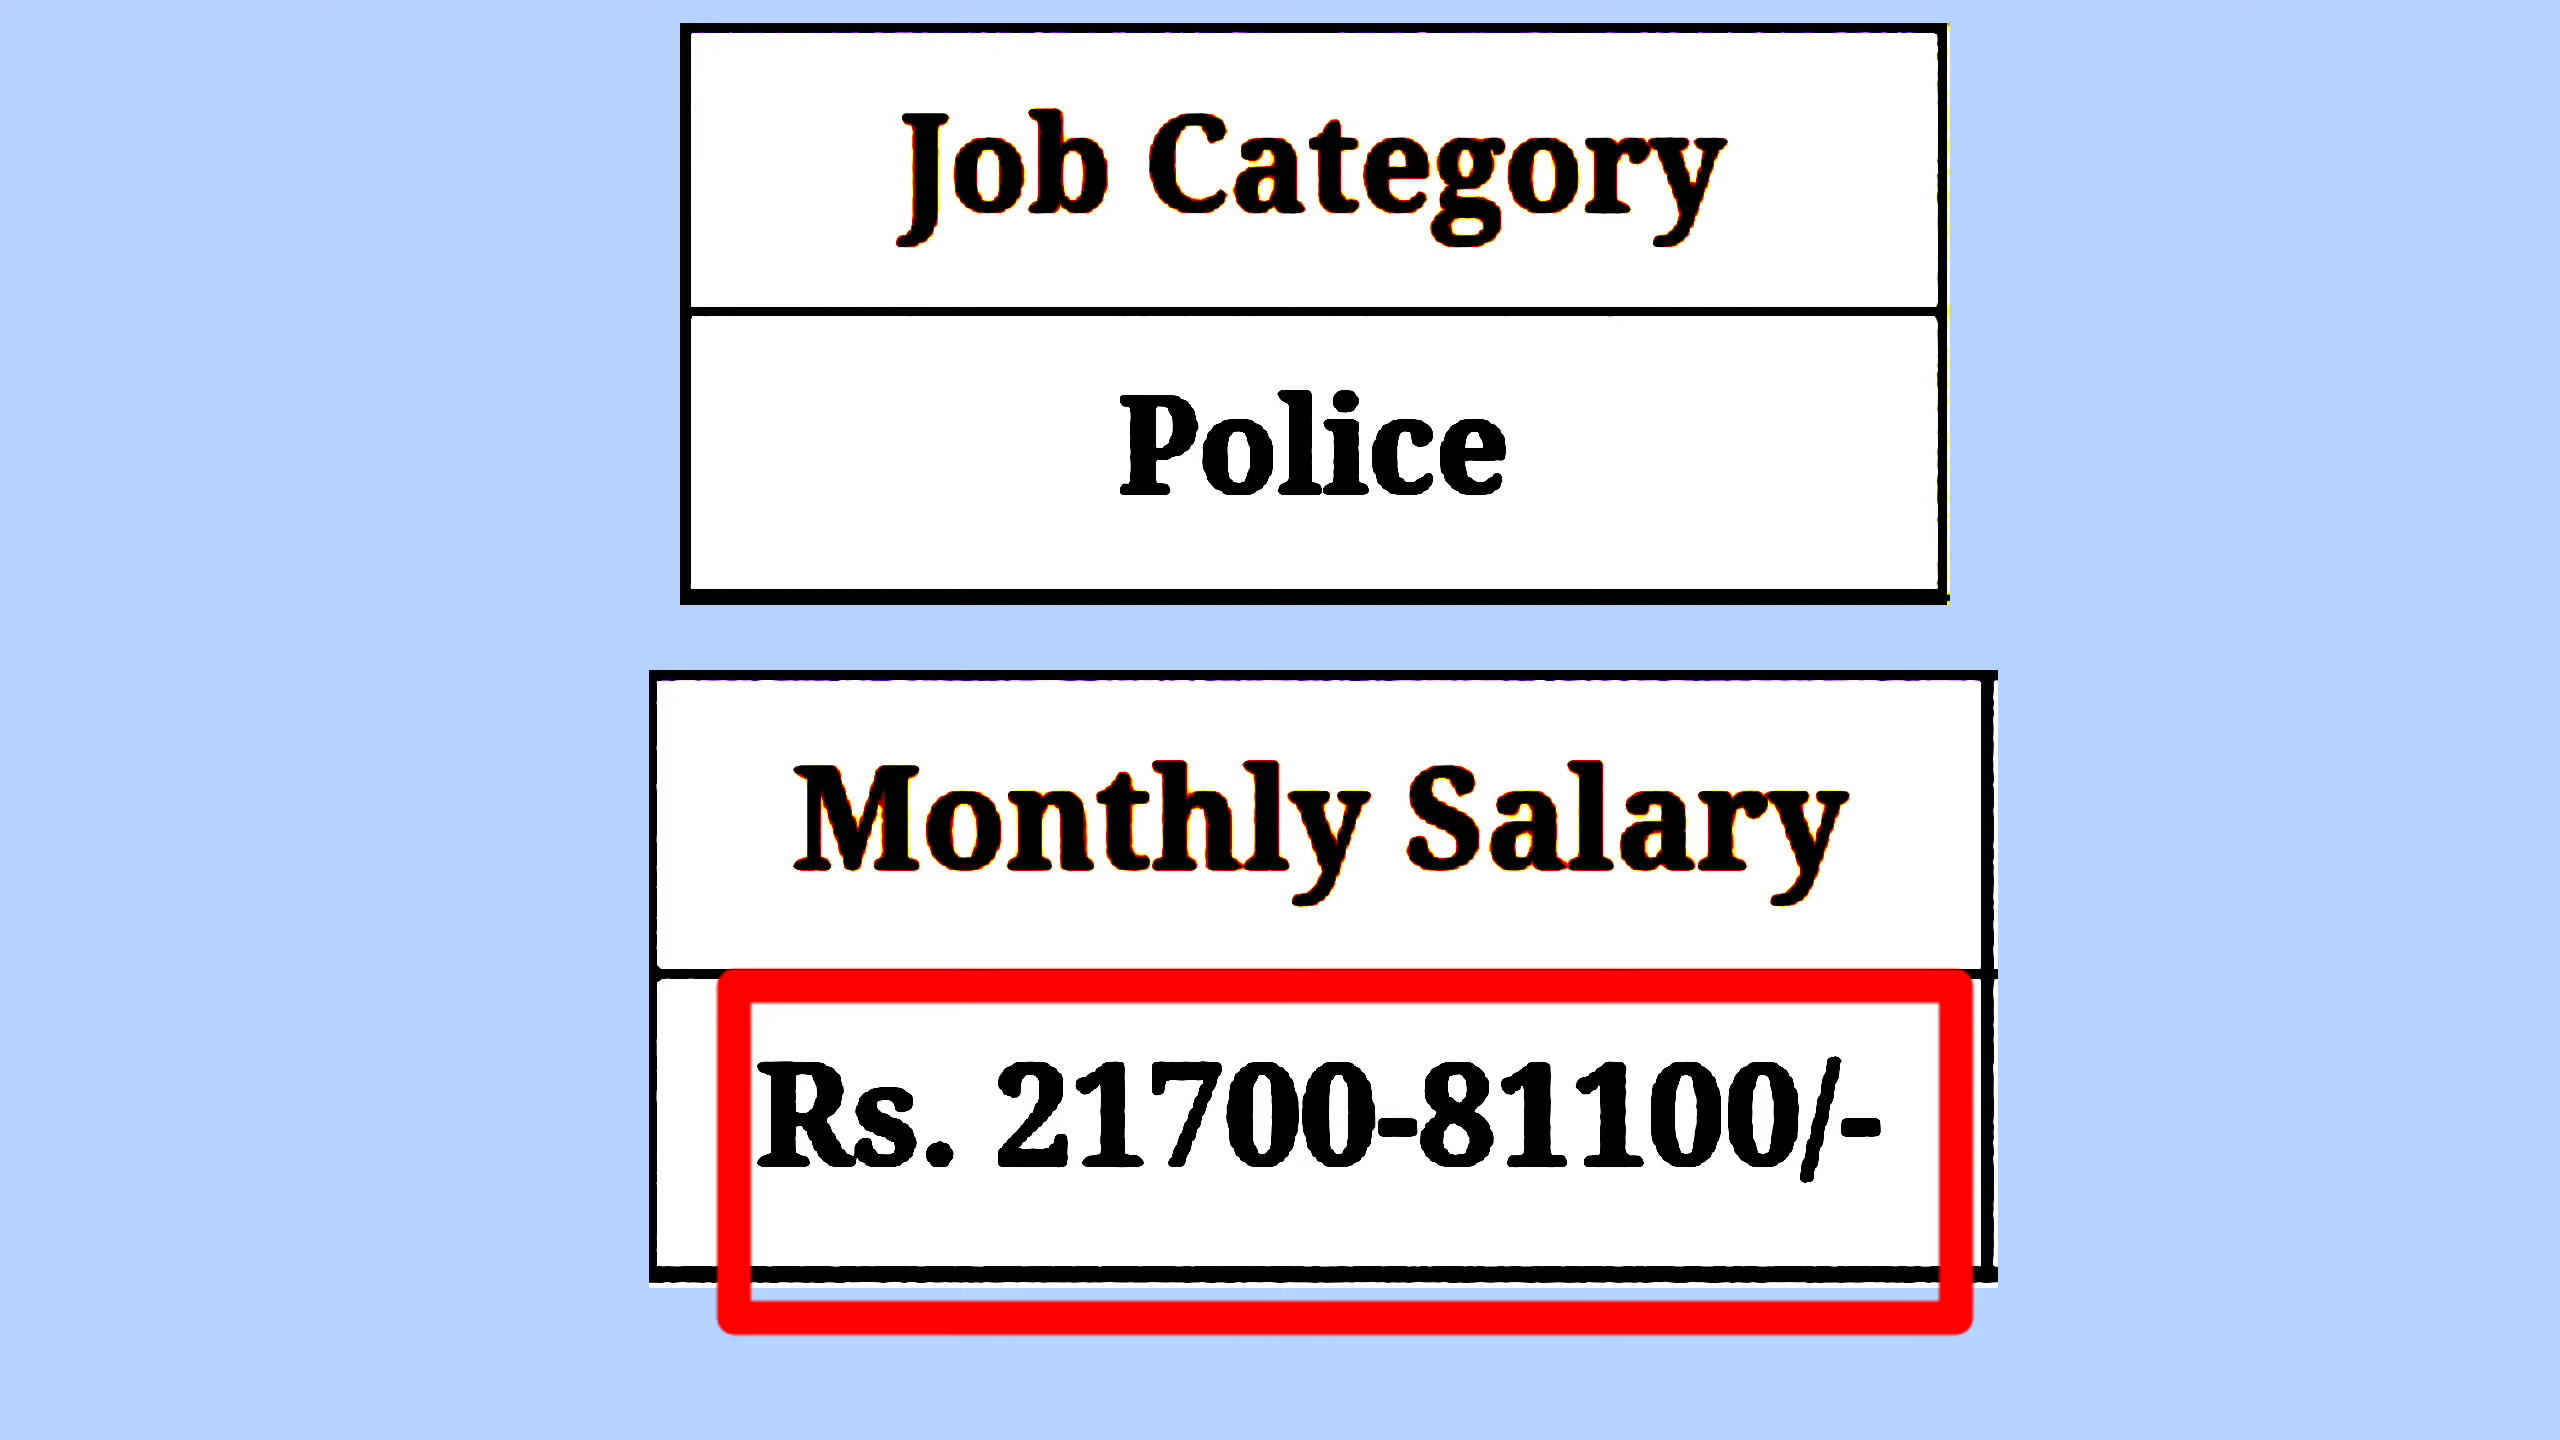 Job Category
Police
Monthly Salary
Rs. 21700-81100/-